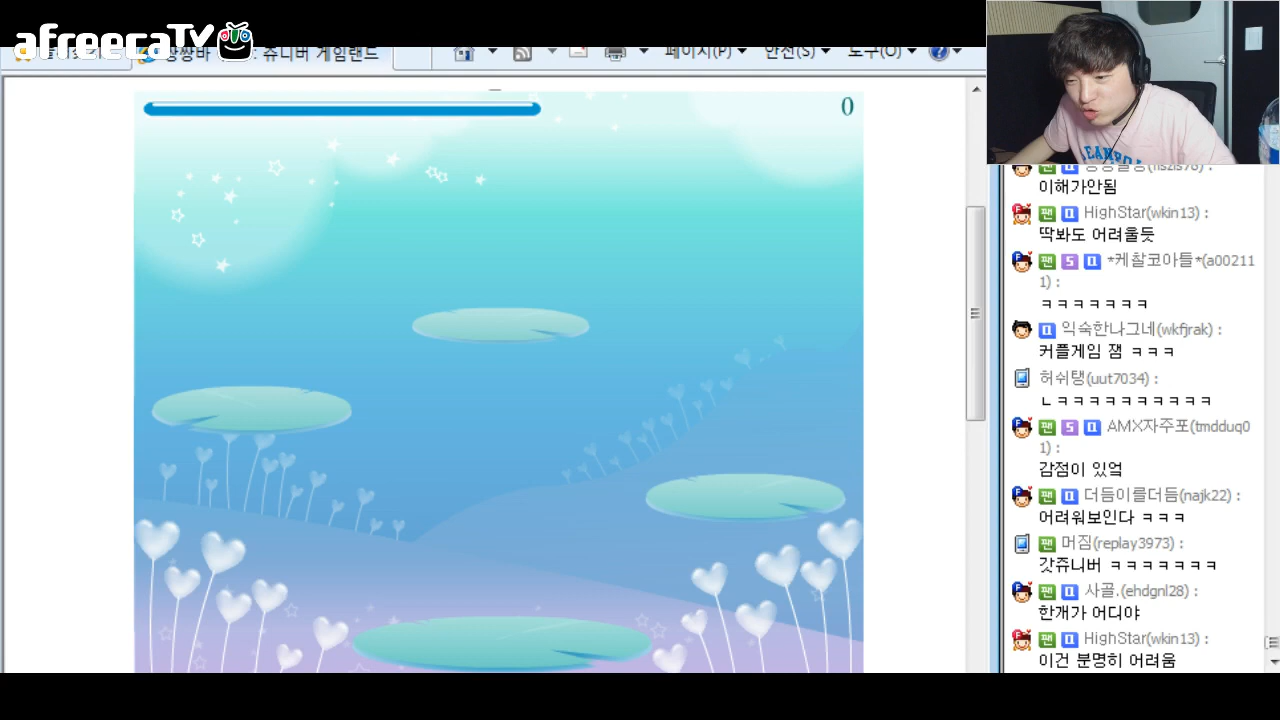 afreecaTV
: 쥬니버 게임랜드
페이지(P)
안전(S)
도구(O)
0
이해가안됨
HighStar(wkin13) :
딱봐도 어려울듯
*케찰코아틀*(a00211
1) :
ㅋㅋㅋㅋㅋㅋㅋ
익숙한나그네(wkfjrak) :
커플게임 잼 ㅋㅋㅋ
허쉬탱(uut7034) :
ㄴㅋㅋㅋㅋㅋㅋㅋㅋㅋㅋ
AMX자주포(tmdduq0
1) :
감점이 있엌
더듬이를더듬(najk22) :
어려워보인다 ㅋㅋㅋ
머짐(replay3973) :
갓쥬니버 ㅋㅋㅋㅋㅋㅋㅋ
사골.(ehdgnl28) :
한개가 어디야
HighStar(wkin13) :
이건 분명히 어려움